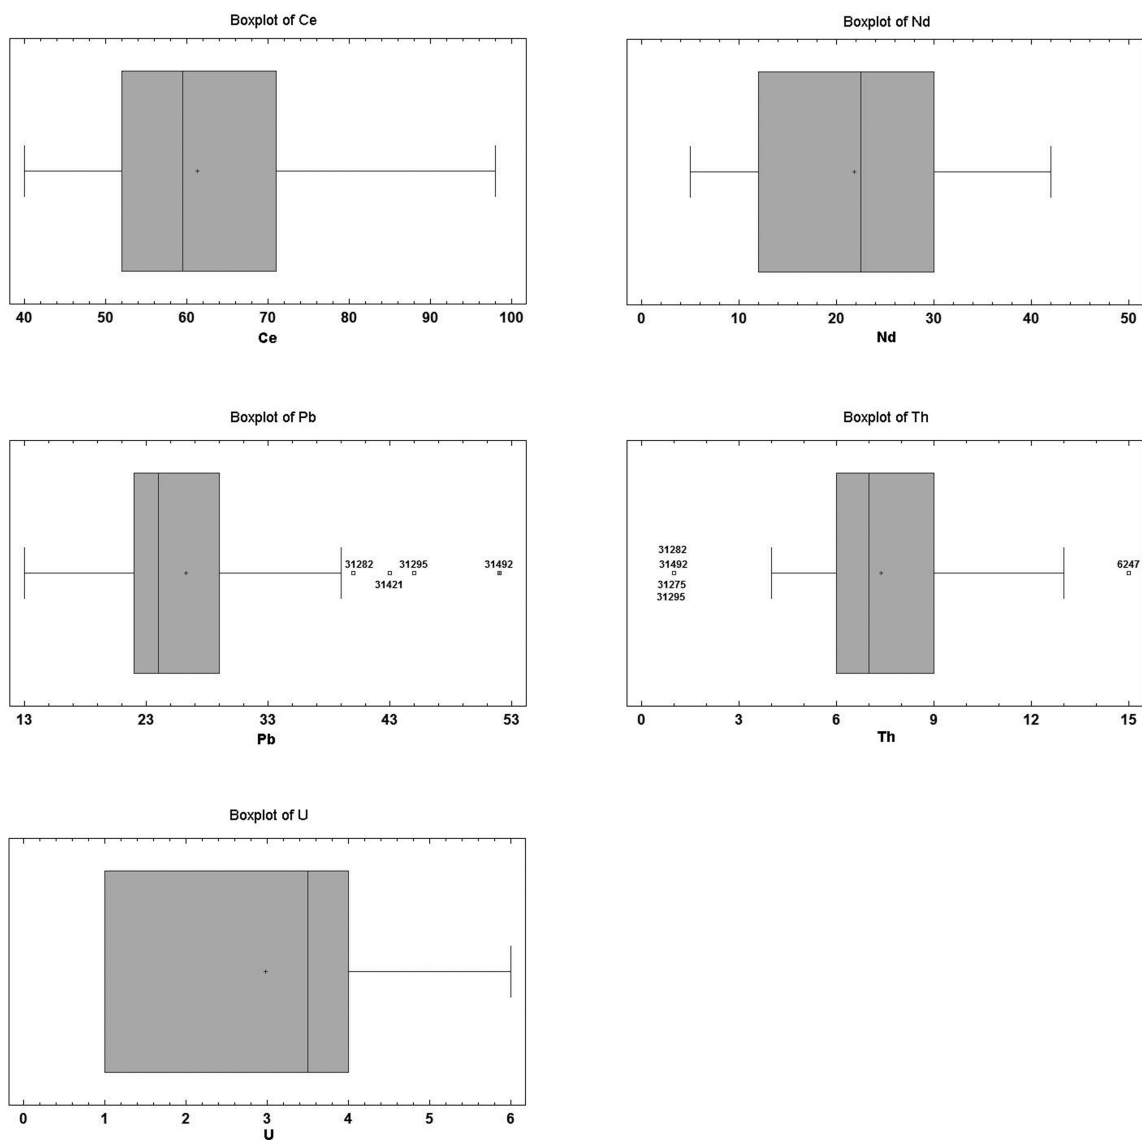 Boxplot of Ce
40 50 60 70 80 90 100
Ce
Boxplot of Nd
0 10 20 30 40 50
Nd
Boxplot of Pb
31282 31295 31492
31421
13 23 33 43 53
Pb
Boxplot of Th
31282
31492 6247
31275
31295
0 3 6 9 12 15
Th
Boxplot of U
0 1 2 3 4 5 6
U